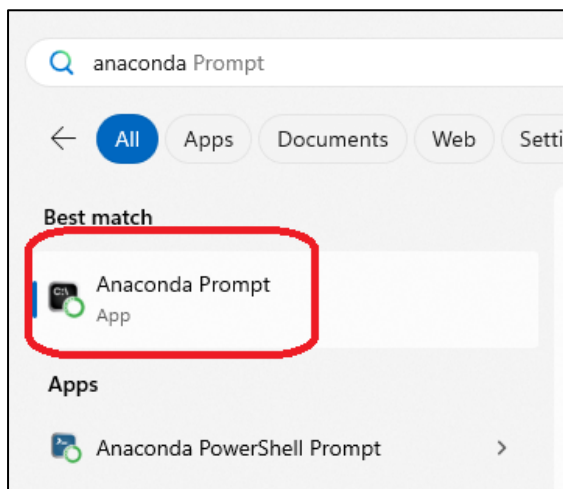 anaconda Prompt
All Apps Documents Web Setti
Best match
Anaconda Prompt
App
Apps
Anaconda PowerShell Prompt